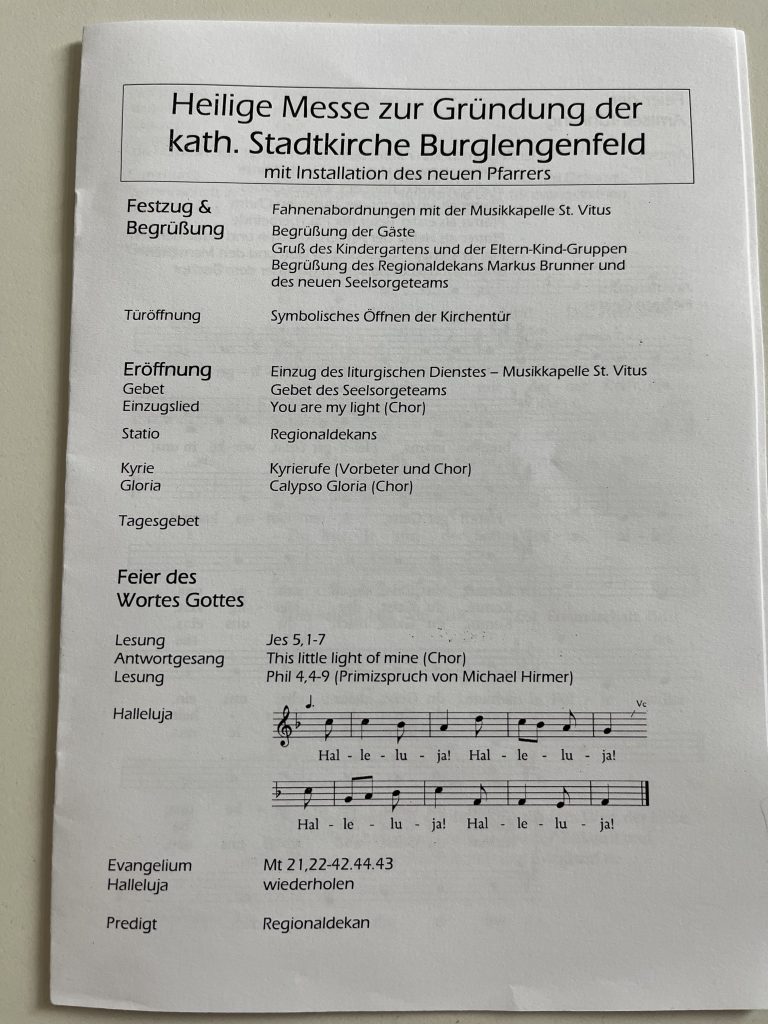 Heilige Messe zur Gründung der
kath. Stadtkirche Burglengenfeld
mit Installation des neuen Pfarrers
Festzug & Fahnenabordnungen mit der Musikkapelle St. Vitus
Begrüßung Begrüßung der Gäste
Gruß des Kindergartens und der Eltern-Kind-Gruppen
Begrüßung des Regionaldekans Markus Brunner und
des neuen Seelsorgeteams
Türöffnung Symbolisches Öffnen der Kirchentür
Eröffnung Einzug des liturgischen Dienstes – Musikkapelle St. Vitus
Gebet Gebet des Seelsorgeteams
Einzugslied You are my light (Chor)
Statio Regionaldekans
Kyrie Kyrierufe (Vorbeter und Chor)
Gloria Calypso Gloria (Chor)
Tagesgebet
Feier des
Wortes Gottes
Lesung Jes 5,1-7
Antwortgesang This little light of mine (Chor)
Lesung Phil 4,4-9 (Primizspruch von Michael Hirmer)
Halleluja
Hal - le - lu - ja! Hal - le - lu - ja!
Hal - le - lu - ja! Hal - le - lu - ja!
Evangelium Mt 21,22-42.44.43
Halleluja wiederholen
Predigt Regionaldekan